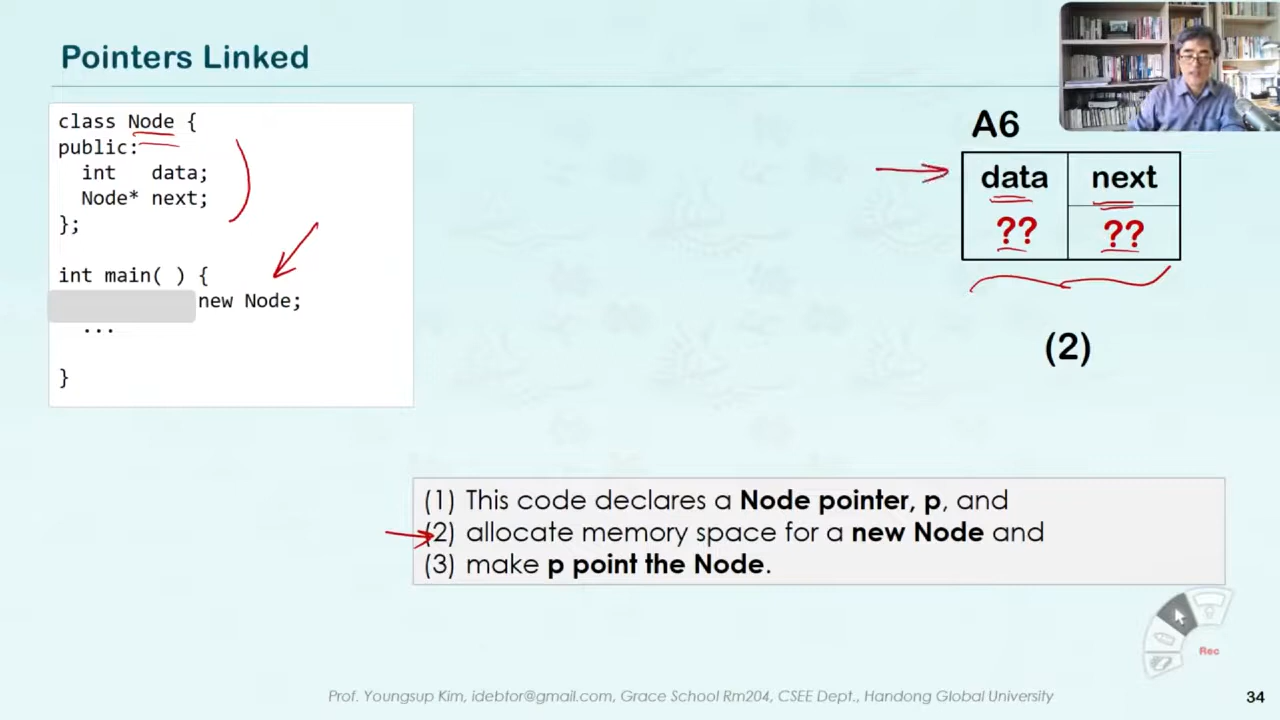 Pointers Linked
class Node {
public:
int data;
Node* next;
};
int main( ) {
new Node;
...
}
A6
data next
?? ??
(2)
(1) This code declares a Node pointer, p, and
(2) allocate memory space for a new Node and
(3) make p point the Node.
Rec
Prof. Youngsup Kim, idebtor@gmail.com, Grace School Rm204, CSEE Dept., Handong Global University
34